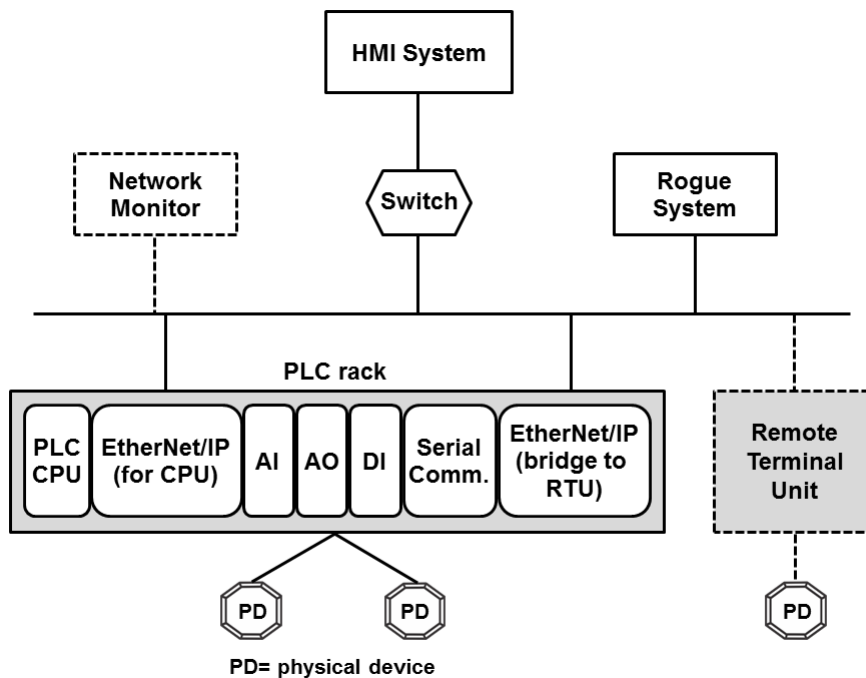 HMI System
Network
Monitor
Switch
Rogue
System
PLC rack
PLC
CPU
EtherNet/IP
(for CPU)
AI
AO
DI
Serial
Comm.
EtherNet/IP
(bridge to
RTU)
Remote
Terminal
Unit
PD
PD
PD
PD= physical device